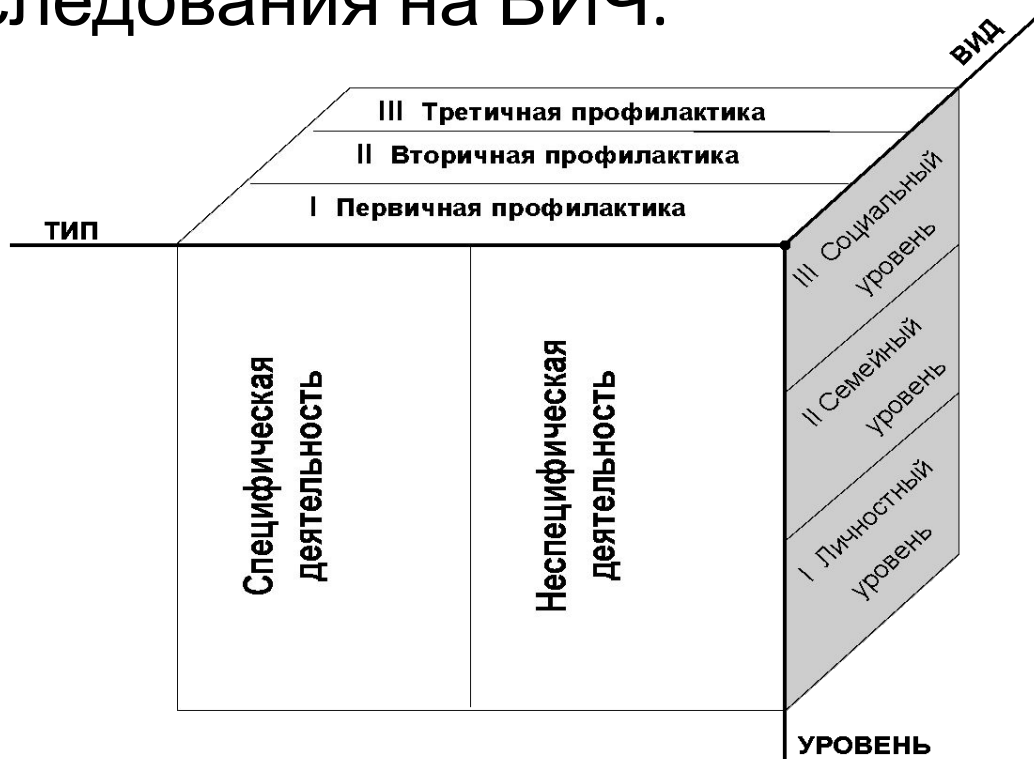 следования на ВИЧ.
ВИД
III Третичная профилактика
II Вторичная профилактика
I Первичная профилактика
ТИП
Специфическая
деятельность
Неспецифическая
деятельность
III Социальный
уровень
II Семейный
уровень
I Личностный
уровень
УРОВЕНЬ